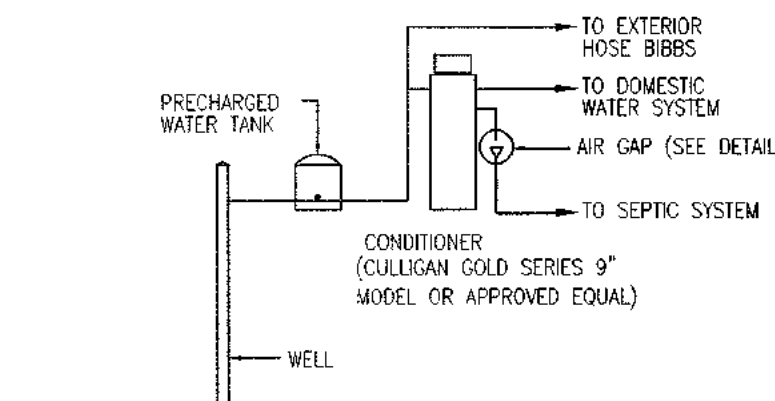 TO EXTERIOR
HOSE BIBBS
TO DOMESTIC
WATER SYSTEM
PRECHARGED
WATER TANK
AIR GAP (SEE DETAIL
TO SEPTIC SYSTEM
CONDITIONER
(CULLIGAN GOLD SERIES 9"
MODEL OR APPROVED EQUAL)
WELL